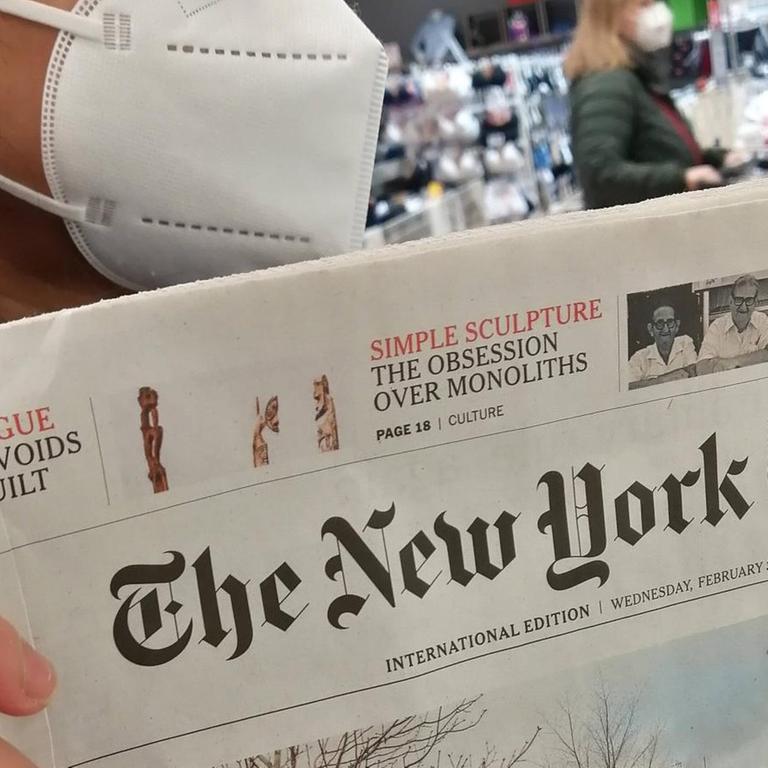 GUE
VOIDS
UILT
SIMPLE SCULPTURE
THE OBSESSION
OVER MONOLITHS
PAGE 18 | CULTURE
The New York
INTERNATIONAL EDITION | WEDNESDAY, FEBRUARY